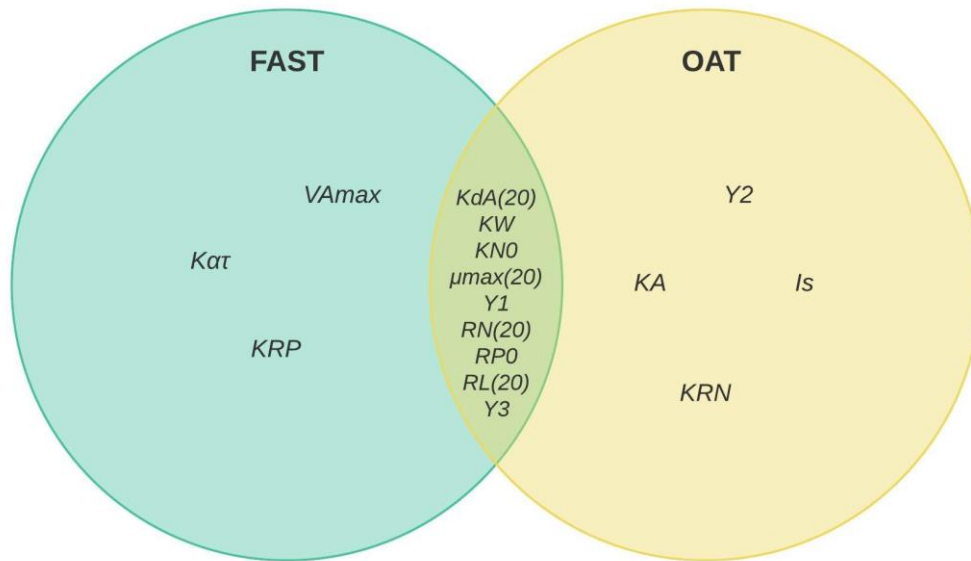 FAST
OAT
VAmax
Kατ
KRP
KdA(20)
KW
KN0
μmax(20)
Y1
RN(20)
RP0
RL(20)
Y3
Y2
KA
Is
KRN